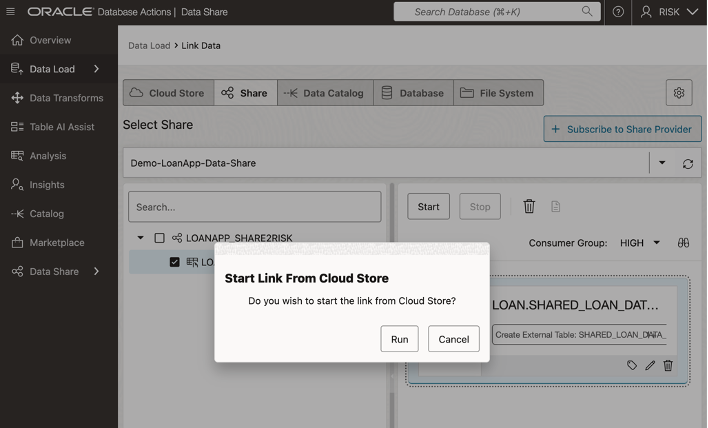 ORACLE Database Actions | Data Share
Search Database (⌘+K)
RISK
Overview
Data Load
Data Transforms
Table AI Assist
Analysis
Insights
Catalog
Marketplace
Data Share
Data Load > Link Data
Cloud Store
Share
Data Catalog
Database
File System
Select Share
+ Subscribe to Share Provider
Demo-LoanApp-Data-Share
Search...
LOANAPP_SHARE2RISK
LO
Start
Stop
Consumer Group: HIGH
LOAN.SHARED_LOAN_DAT...
Create External Table: SHARED_LOAN_DATA_
Start Link From Cloud Store
Do you wish to start the link from Cloud Store?
Run
Cancel